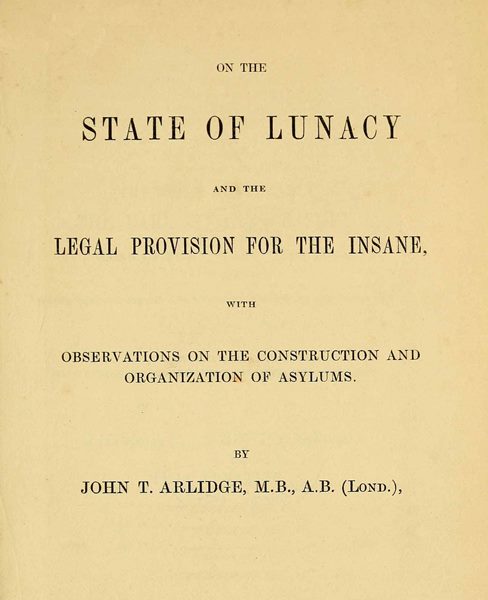 ON THE
STATE OF LUNACY
AND THE
LEGAL PROVISION FOR THE INSANE,
WITH
OBSERVATIONS ON THE CONSTRUCTION AND
ORGANIZATION OF ASYLUMS.
BY
JOHN T. ARLIDGE, M.B., A.B. (LOND.),